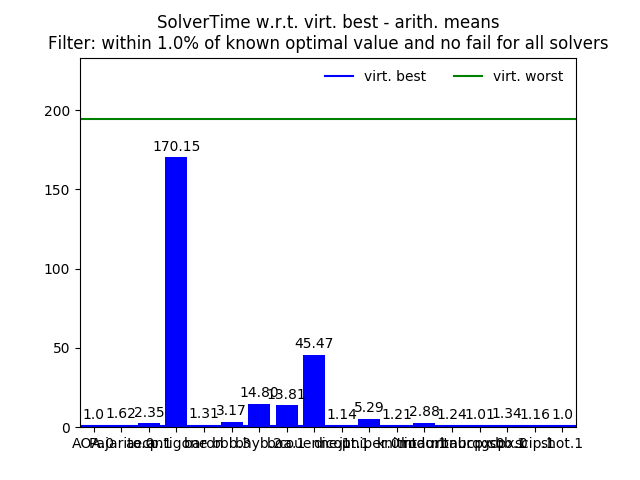 SolverTime w.r.t. virt. best - arith. means
Filter: within 1.0% of known optimal value and no fail for all solvers
virt. best virt. worst
200
170.15
150
100
50
45.47
14.80 13.81
1.0 1.62 2.35 1.31 3.17 1.14 5.29 1.21 2.88 1.24 1.01 1.34 1.16 1.0
0
shot.1